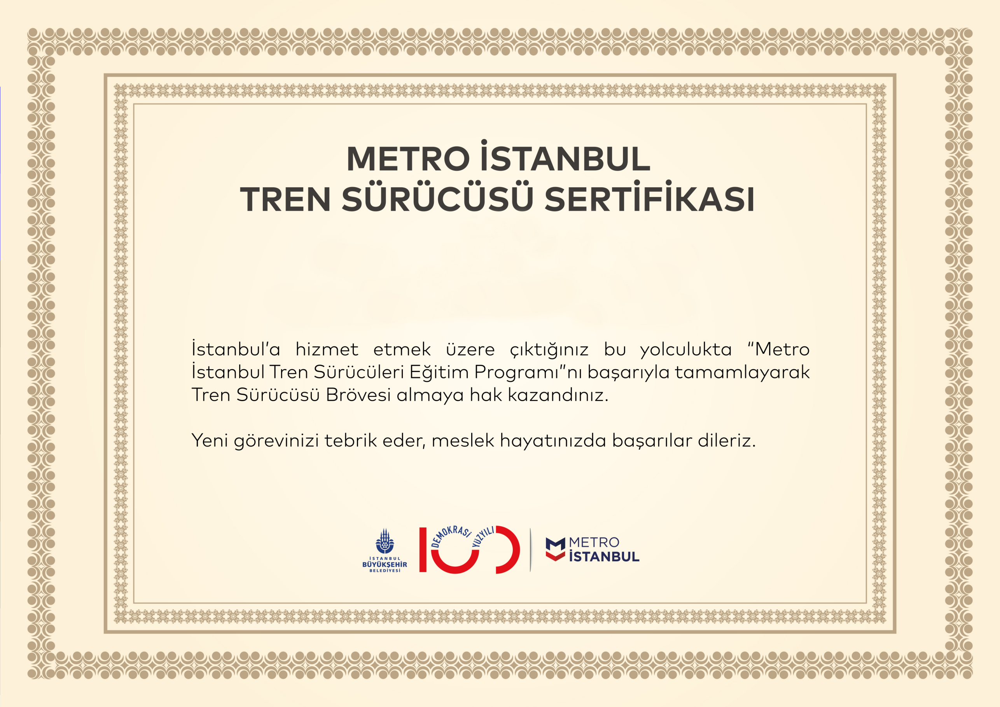 METRO İSTANBUL
TREN SÜRÜCÜSÜ SERTİFİKASI
İstanbul’a hizmet etmek üzere çıktığınız bu yolculukta “Metro
İstanbul Tren Sürücüleri Eğitim Programı”nı başarıyla tamamlayarak
Tren Sürücüsü Brövesi almaya hak kazandınız.
Yeni görevinizi tebrik eder, meslek hayatınızda başarılar dileriz.
İSTANBUL
BÜYÜKŞEHİR
BELEDİYESİ
100
DEMOKRASİ YÜZYILI
METRO
İSTANBUL